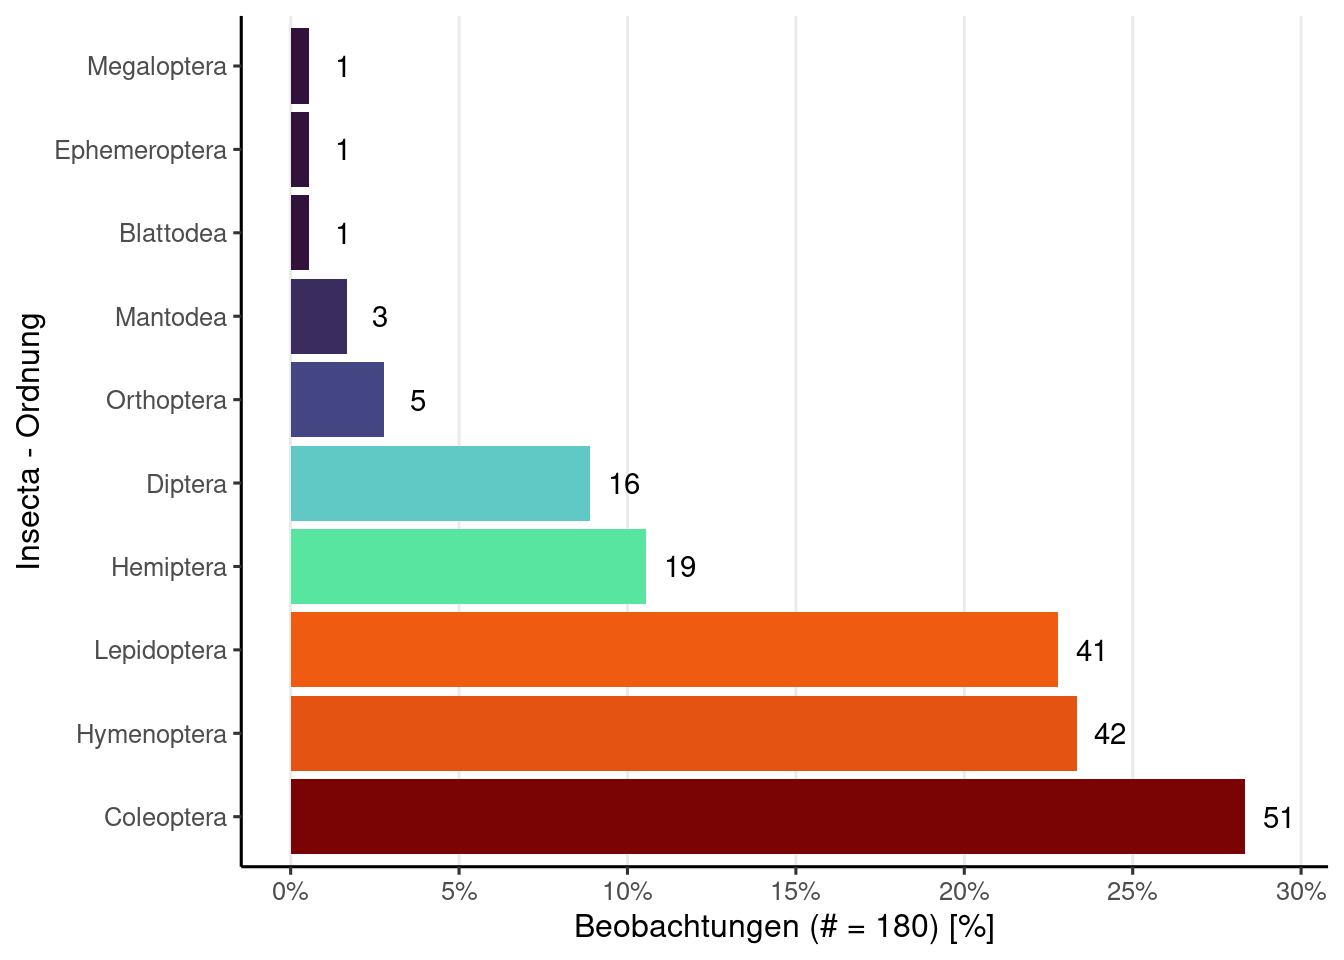 Insecta - Ordnung
Megaloptera 1
Ephemeroptera 1
Blattodea 1
Mantodea 3
Orthoptera 5
Diptera 16
Hemiptera 19
Lepidoptera 41
Hymenoptera 42
Coleoptera 51
0% 5% 10% 15% 20% 25% 30%
Beobachtungen (# = 180) [%]